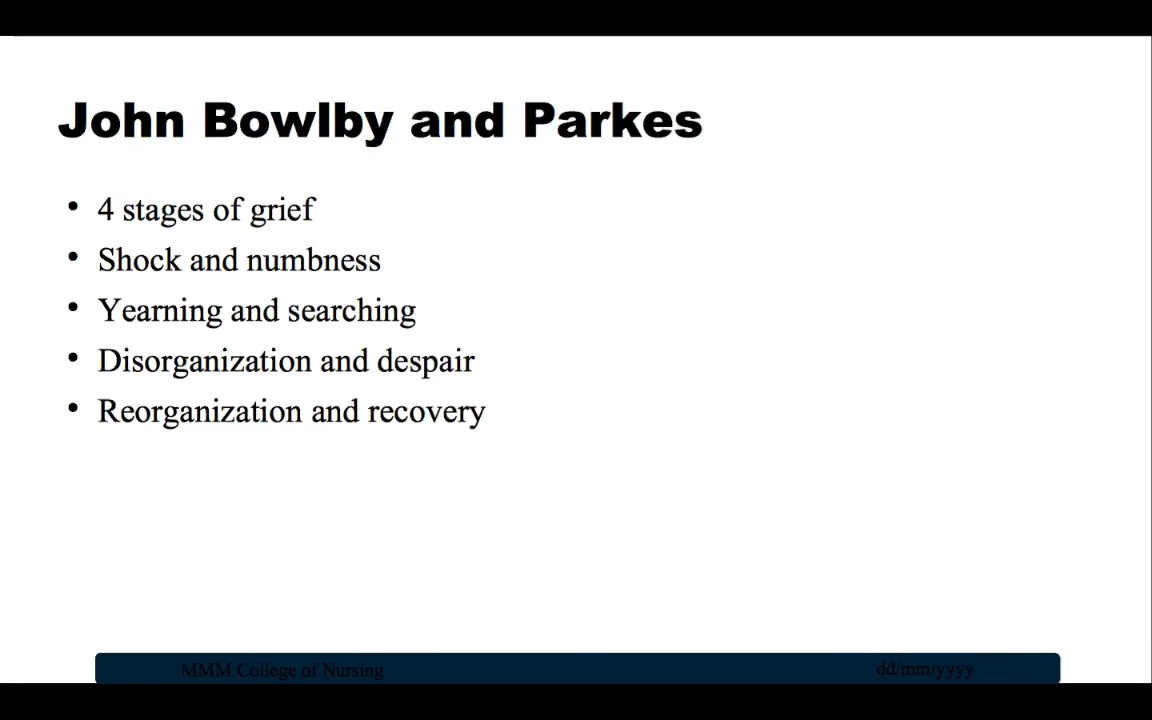 John Bowlby and Parkes
• 4 stages of grief
• Shock and numbness
• Yearning and searching
• Disorganization and despair
• Reorganization and recovery
MMM College of Nursing
dd/mm/yyyy